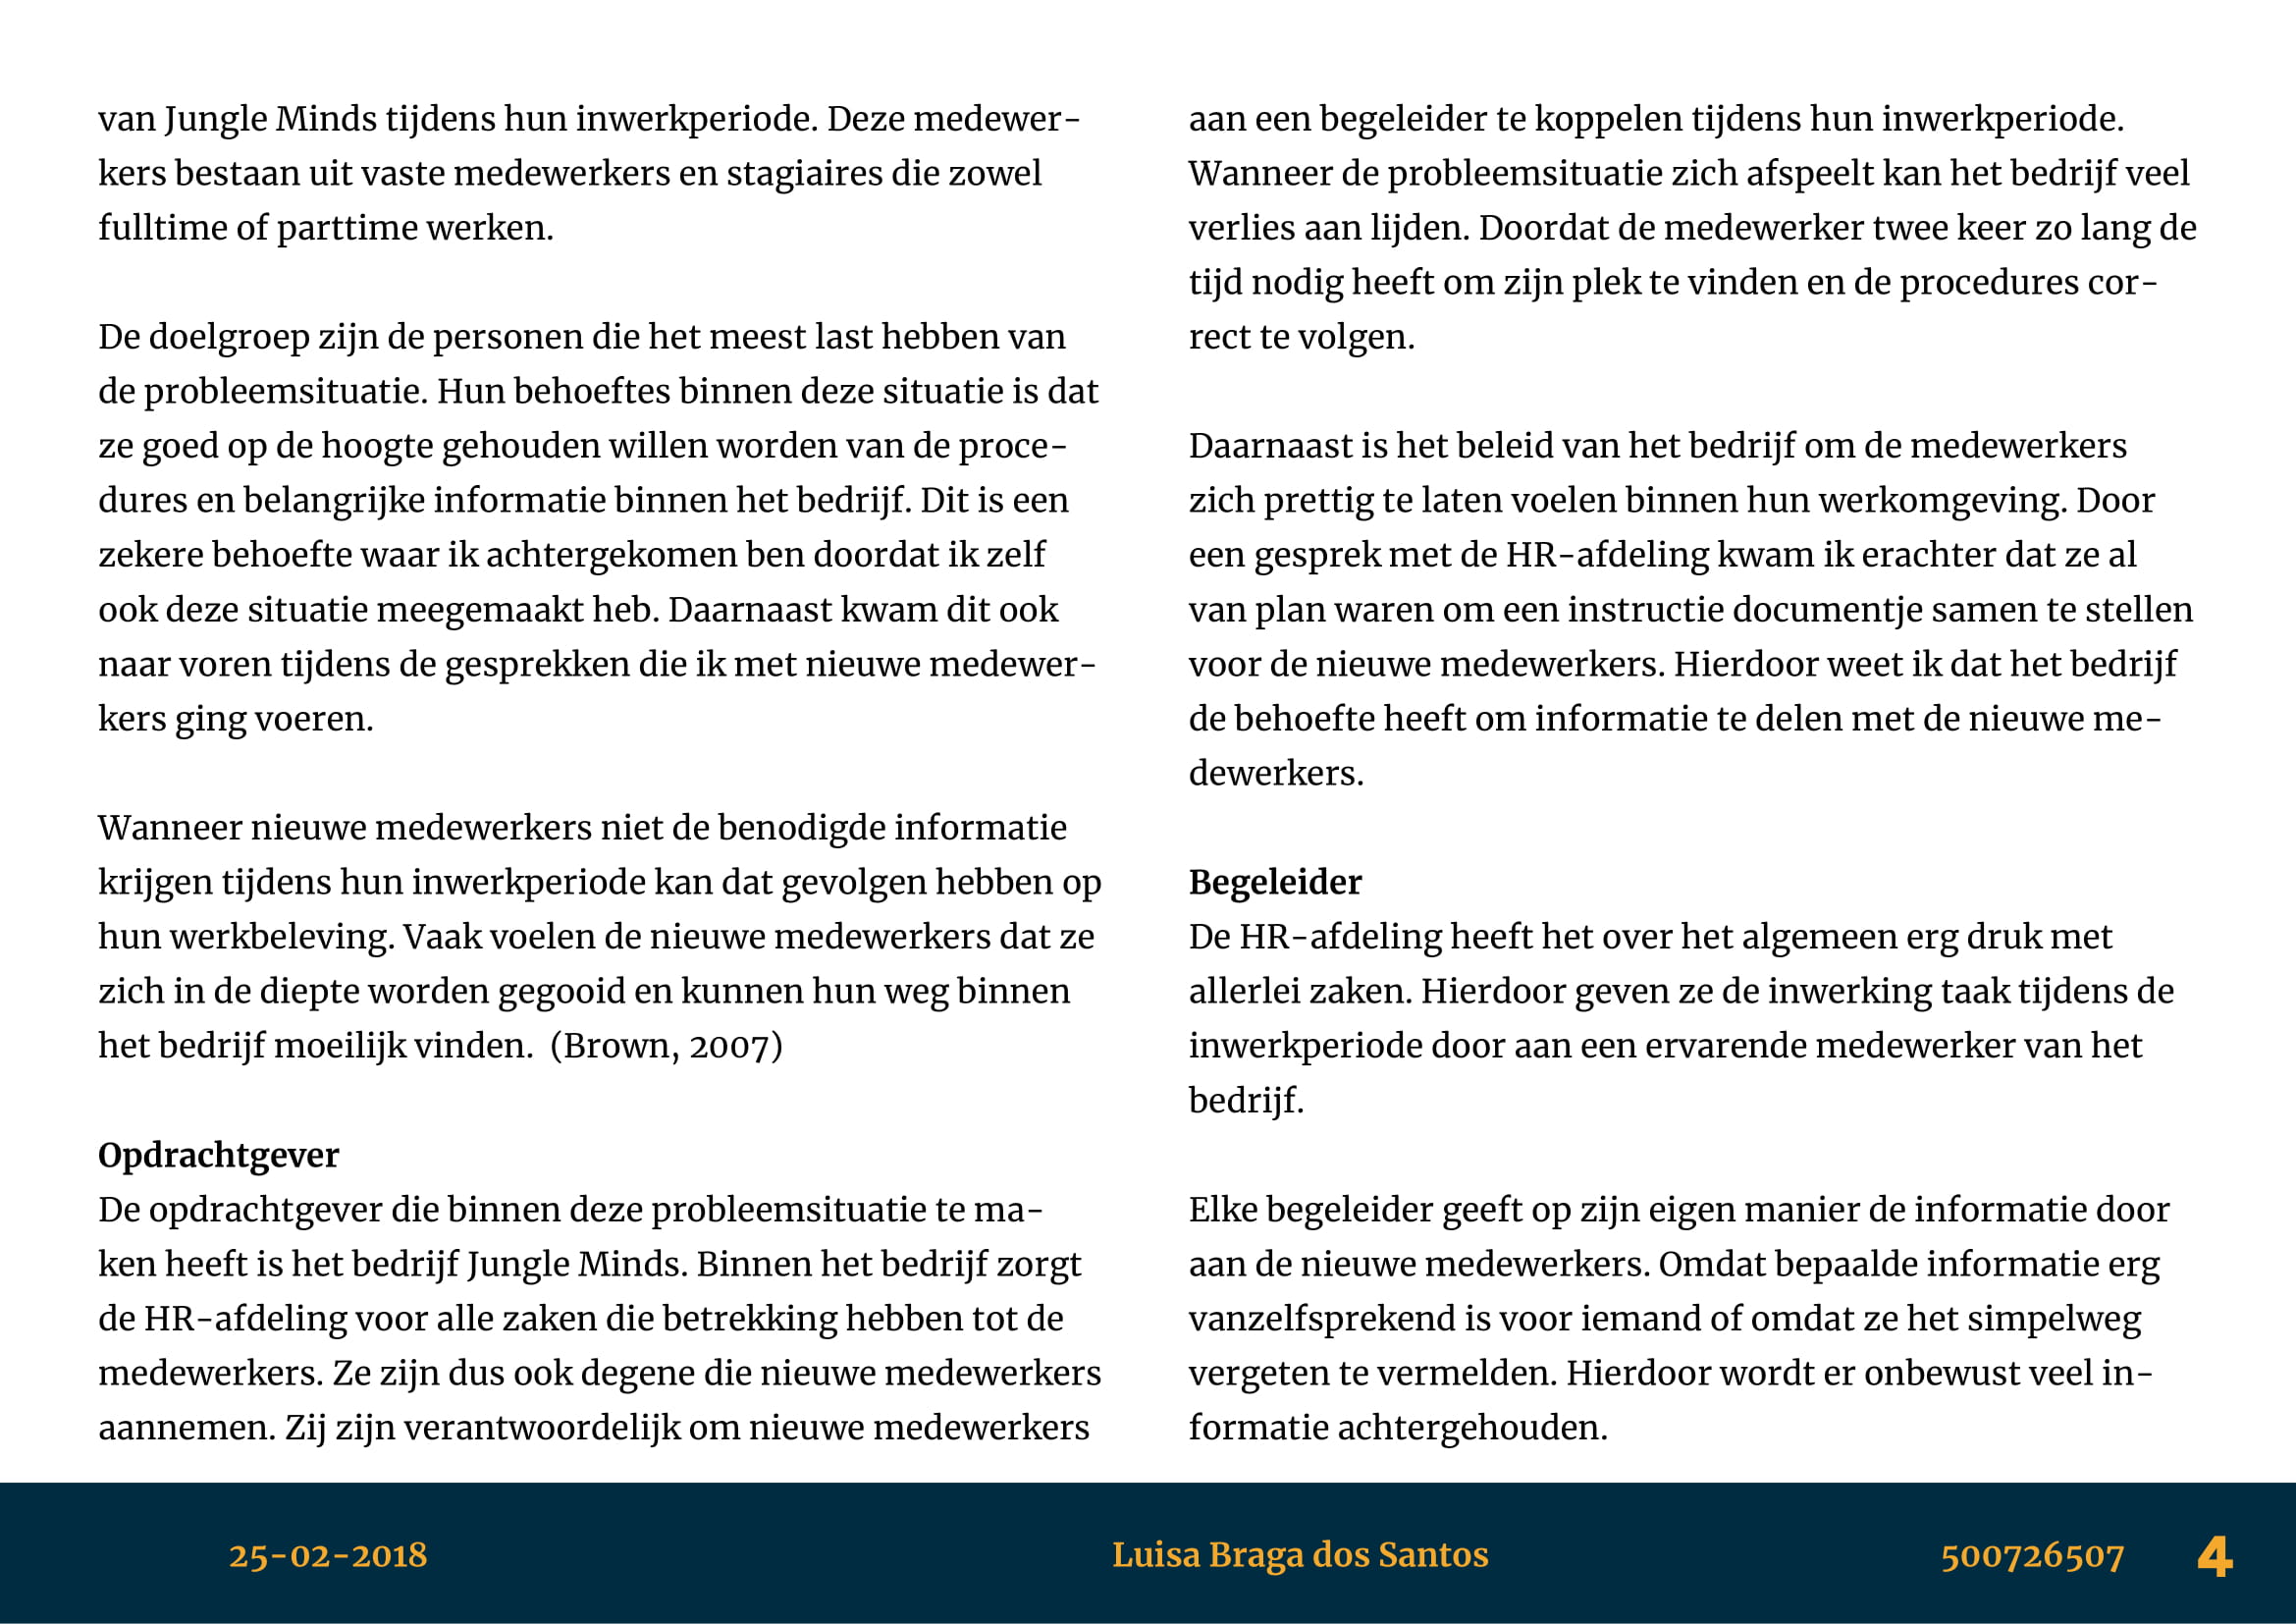 van Jungle Minds tijdens hun inwerkperiode. Deze medewer-
kers bestaan uit vaste medewerkers en stagiaires die zowel
fulltime of parttime werken.
De doelgroep zijn de personen die het meest last hebben van
de probleemsituatie. Hun behoeftes binnen deze situatie is dat
ze goed op de hoogte gehouden willen worden van de proce-
dures en belangrijke informatie binnen het bedrijf. Dit is een
zekere behoefte waar ik achtergekomen ben doordat ik zelf
ook deze situatie meegemaakt heb. Daarnaast kwam dit ook
naar voren tijdens de gesprekken die ik met nieuwe medewer-
kers ging voeren.
Wanneer nieuwe medewerkers niet de benodigde informatie
krijgen tijdens hun inwerkperiode kan dat gevolgen hebben op
hun werkbeleving. Vaak voelen de nieuwe medewerkers dat ze
zich in de diepte worden gegooid en kunnen hun weg binnen
het bedrijf moeilijk vinden.  (Brown, 2007)
Opdrachtgever
De opdrachtgever die binnen deze probleemsituatie te ma-
ken heeft is het bedrijf Jungle Minds. Binnen het bedrijf zorgt
de HR-afdeling voor alle zaken die betrekking hebben tot de
medewerkers. Ze zijn dus ook degene die nieuwe medewerkers
aannemen. Zij zijn verantwoordelijk om nieuwe medewerkers
aan een begeleider te koppelen tijdens hun inwerkperiode.
Wanneer de probleemsituatie zich afspeelt kan het bedrijf veel
verlies aan lijden. Doordat de medewerker twee keer zo lang de
tijd nodig heeft om zijn plek te vinden en de procedures cor-
rect te volgen.
Daarnaast is het beleid van het bedrijf om de medewerkers
zich prettig te laten voelen binnen hun werkomgeving. Door
een gesprek met de HR-afdeling kwam ik erachter dat ze al
van plan waren om een instructie documentje samen te stellen
voor de nieuwe medewerkers. Hierdoor weet ik dat het bedrijf
de behoefte heeft om informatie te delen met de nieuwe me-
dewerkers.
Begeleider
De HR-afdeling heeft het over het algemeen erg druk met
allerlei zaken. Hierdoor geven ze de inwerking taak tijdens de
inwerkperiode door aan een ervarende medewerker van het
bedrijf.
Elke begeleider geeft op zijn eigen manier de informatie door
aan de nieuwe medewerkers. Omdat bepaalde informatie erg
vanzelfsprekend is voor iemand of omdat ze het simpelweg
vergeten te vermelden. Hierdoor wordt er onbewust veel in-
formatie achtergehouden.
25-02-2018
Luisa Braga dos Santos
500726507
4